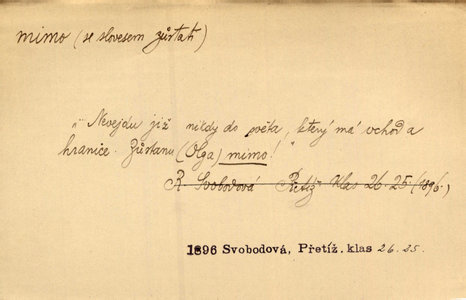 mimo (se slovesem zůstati)
„Nevejdu již nikdy do světa, který má vchod a
hranice. Zůstanu (Olga) mimo!"
R. Svobodová Přetíž. Klas 26. 25. (1896.)
1896 Svobodová, Přetíž. klas 26. 25.